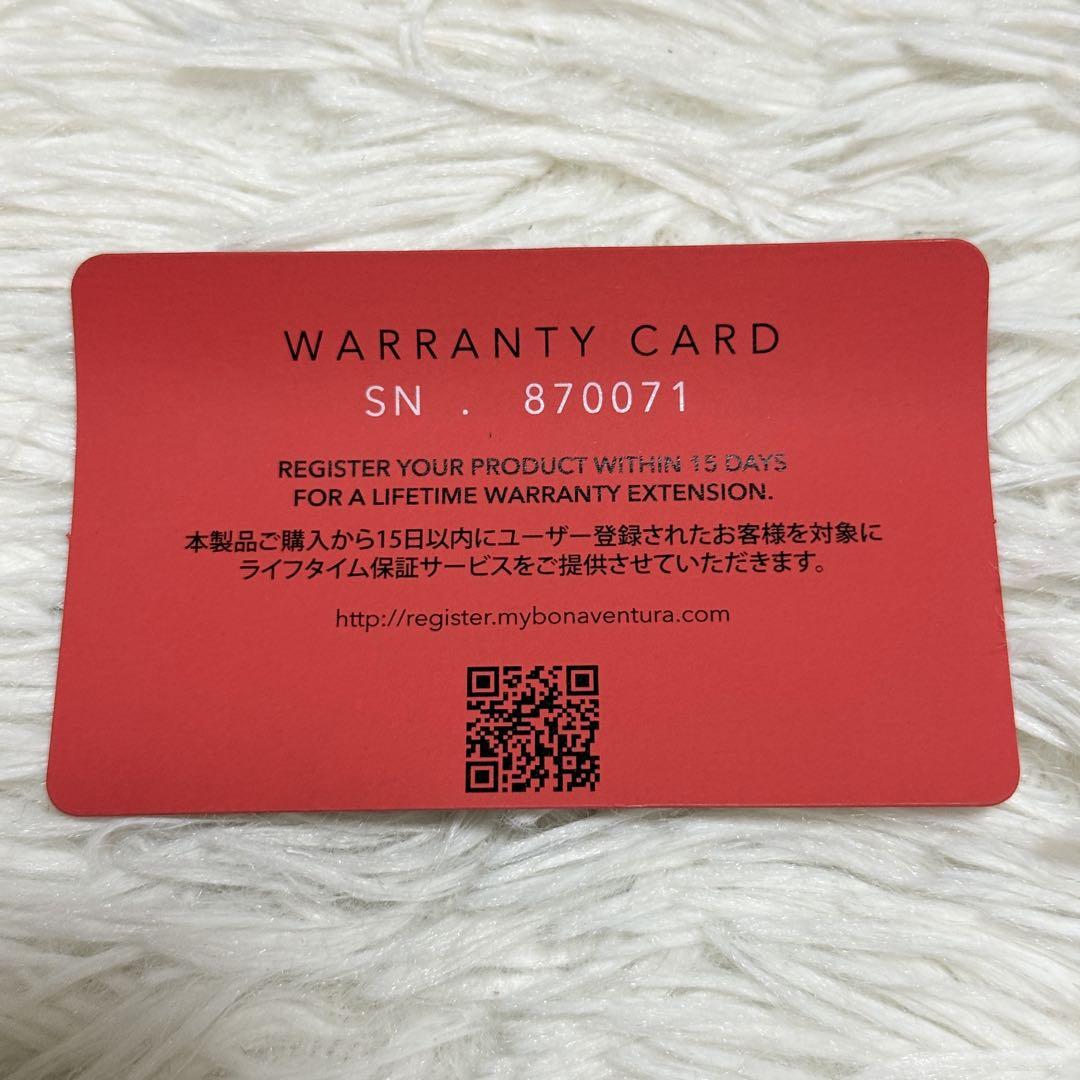 WARRANTY CARD
SN . 870071
REGISTER YOUR PRODUCT WITHIN 15 DAYS
FOR A LIFETIME WARRANTY EXTENSION.
本製品ご購入から15日以内にユーザー登録されたお客様を対象に
ライフタイム保証サービスをご提供させていただきます。
http://register.mybonaventura.com